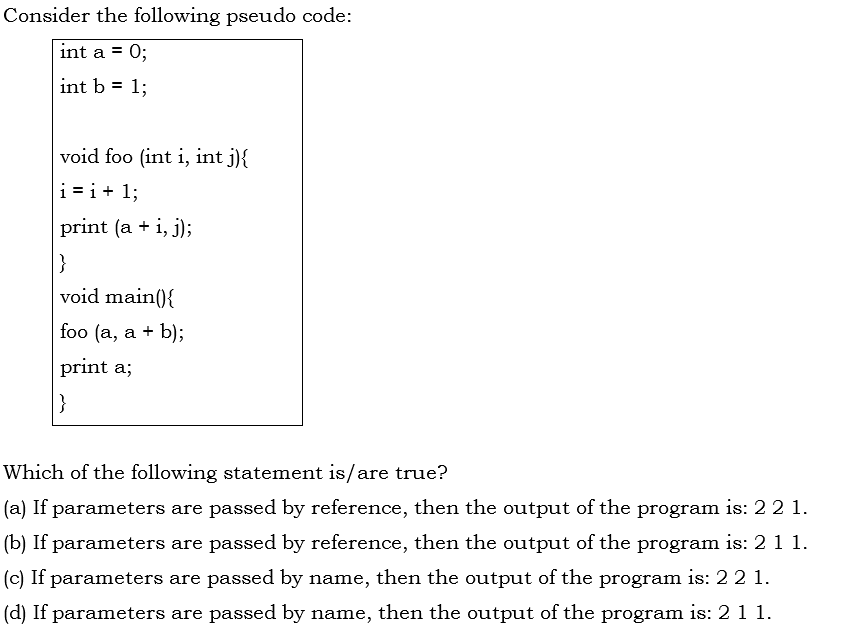 Consider the following pseudo code:
int a = 0;
int b = 1;
void foo (int i, int j){
i = i + 1;
print (a + i, j);
}
void main(){
foo (a, a + b);
print a;
}
Which of the following statement is/are true?
(a) If parameters are passed by reference, then the output of the program is: 2 2 1.
(b) If parameters are passed by reference, then the output of the program is: 2 1 1.
(c) If parameters are passed by name, then the output of the program is: 2 2 1.
(d) If parameters are passed by name, then the output of the program is: 2 1 1.